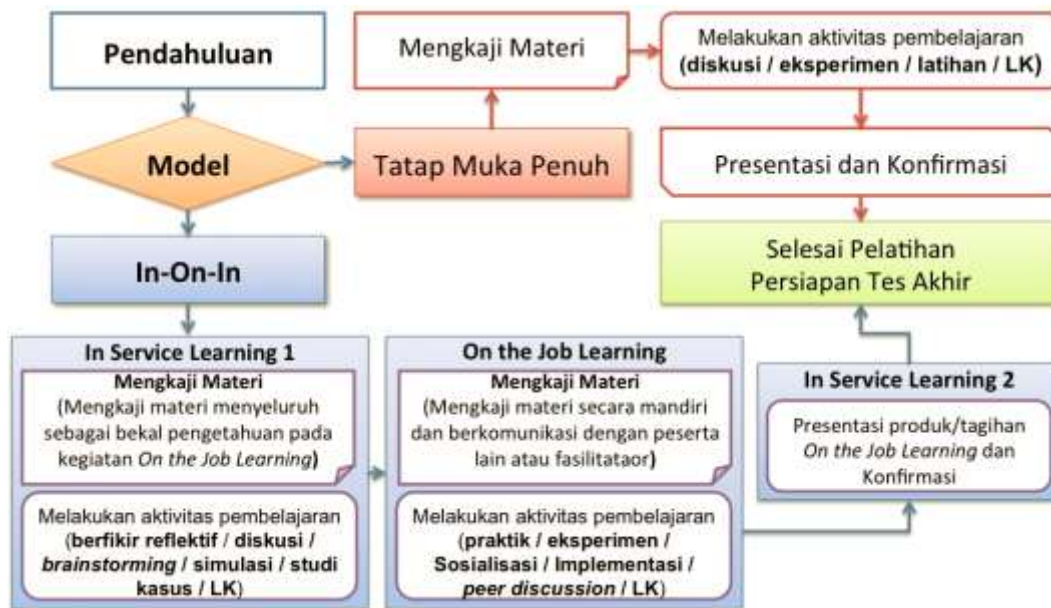 Pendahuluan
Model
Tatap Muka Penuh
Mengkaji Materi
Melakukan aktivitas pembelajaran
(diskusi / eksperimen / latihan / LK)
Presentasi dan Konfirmasi
Selesai Pelatihan
Persiapan Tes Akhir
In-On-In
In Service Learning 1
Mengkaji Materi
(Mengkaji materi menyeluruh
sebagai bekal pengetahuan pada
kegiatan On the Job Learning)
Melakukan aktivitas pembelajaran
(berfikir reflektif / diskusi /
brainstorming / simulasi / studi
kasus / LK)
On the Job Learning
Mengkaji Materi
(Mengkaji materi secara mandiri
dan berkomunikasi dengan peserta
lain atau fasilitataor)
Melakukan aktivitas pembelajaran
(praktik / eksperimen /
Sosialisasi / Implementasi /
peer discussion / LK)
In Service Learning 2
Presentasi produk/tagihan
On the Job Learning dan
Konfirmasi